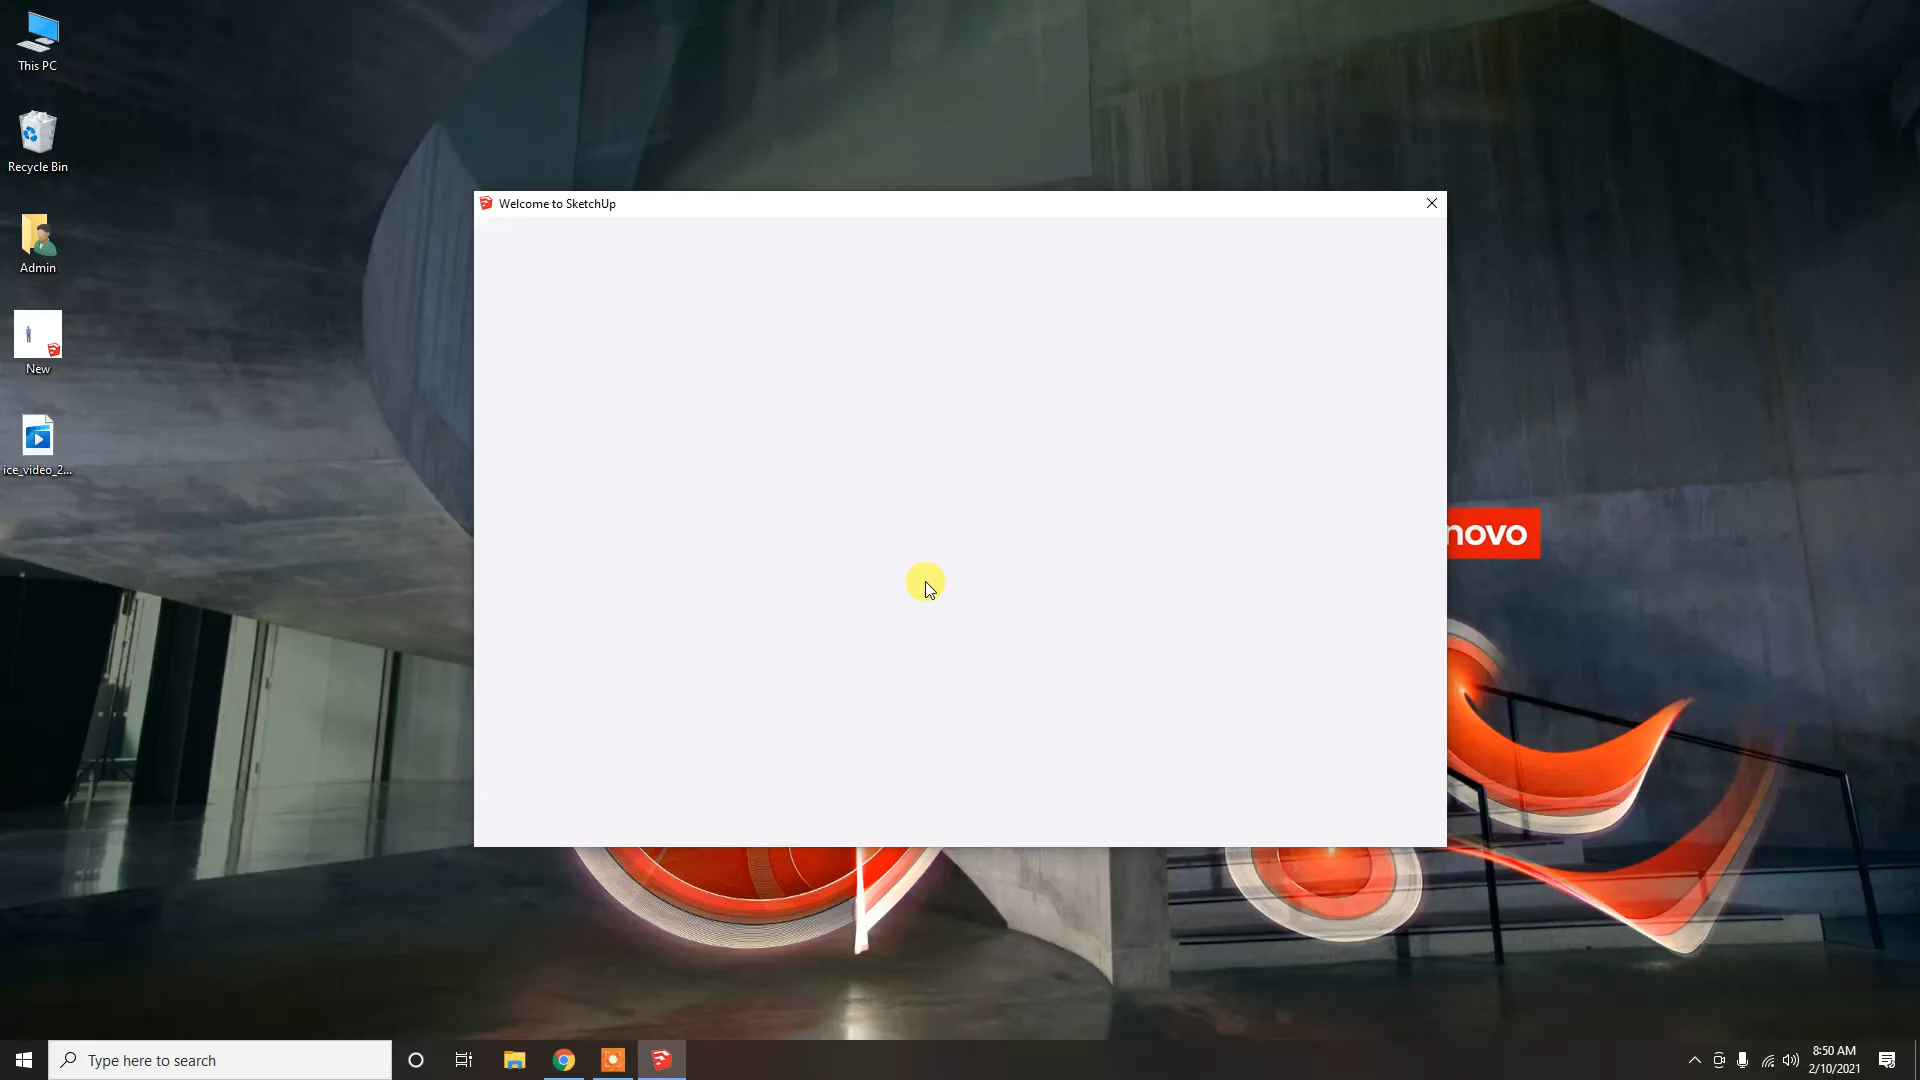 This PC
Recycle Bin
Admin
New
ice_video_2...
Welcome to SketchUp
novo
Type here to search
8:50 AM
2/10/2021